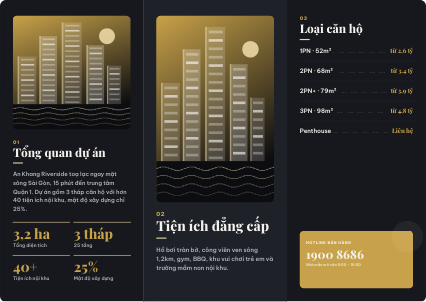 01
Tổng quan dự án
An Khang Riverside toạ lạc ngay mặt
sông Sài Gòn, 15 phút đến trung tâm
Quận 1. Dự án gồm 3 tháp căn hộ với hơn
40 tiện ích nội khu, mật độ xây dựng chỉ
25%.
3,2 ha
Tổng diện tích
3 tháp
25 tầng
40+
Tiện ích nội khu
25%
Mật độ xây dựng
02
Tiện ích đẳng cấp
Hồ bơi tràn bờ, công viên ven sông
1,2km, gym, BBQ, khu vui chơi trẻ em và
trường mầm non nội khu.
03
Loại căn hộ
1PN · 52m² từ 2.6 tỷ
2PN · 68m² từ 3.4 tỷ
2PN+ · 79m² từ 3.9 tỷ
3PN · 98m² từ 4.8 tỷ
Penthouse Liên hệ
HOTLINE BÁN HÀNG
1900 8686